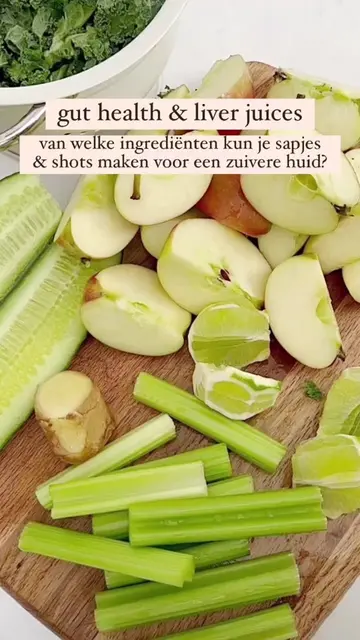 gut health & liver juices
van welke ingrediënten kun je sapjes
& shots maken voor een zuivere huid?